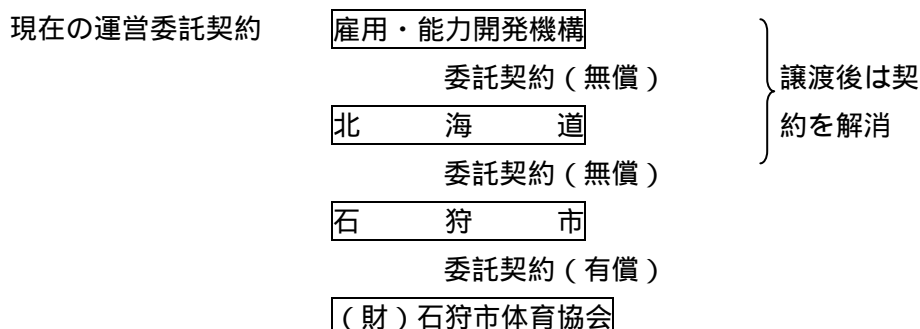 現在の運営委託契約 雇用・能力開発機構
委託契約（無償） 譲渡後は契
北海道 約を解消
委託契約（無償）
石狩市
委託契約（有償）
（財）石狩市体育協会